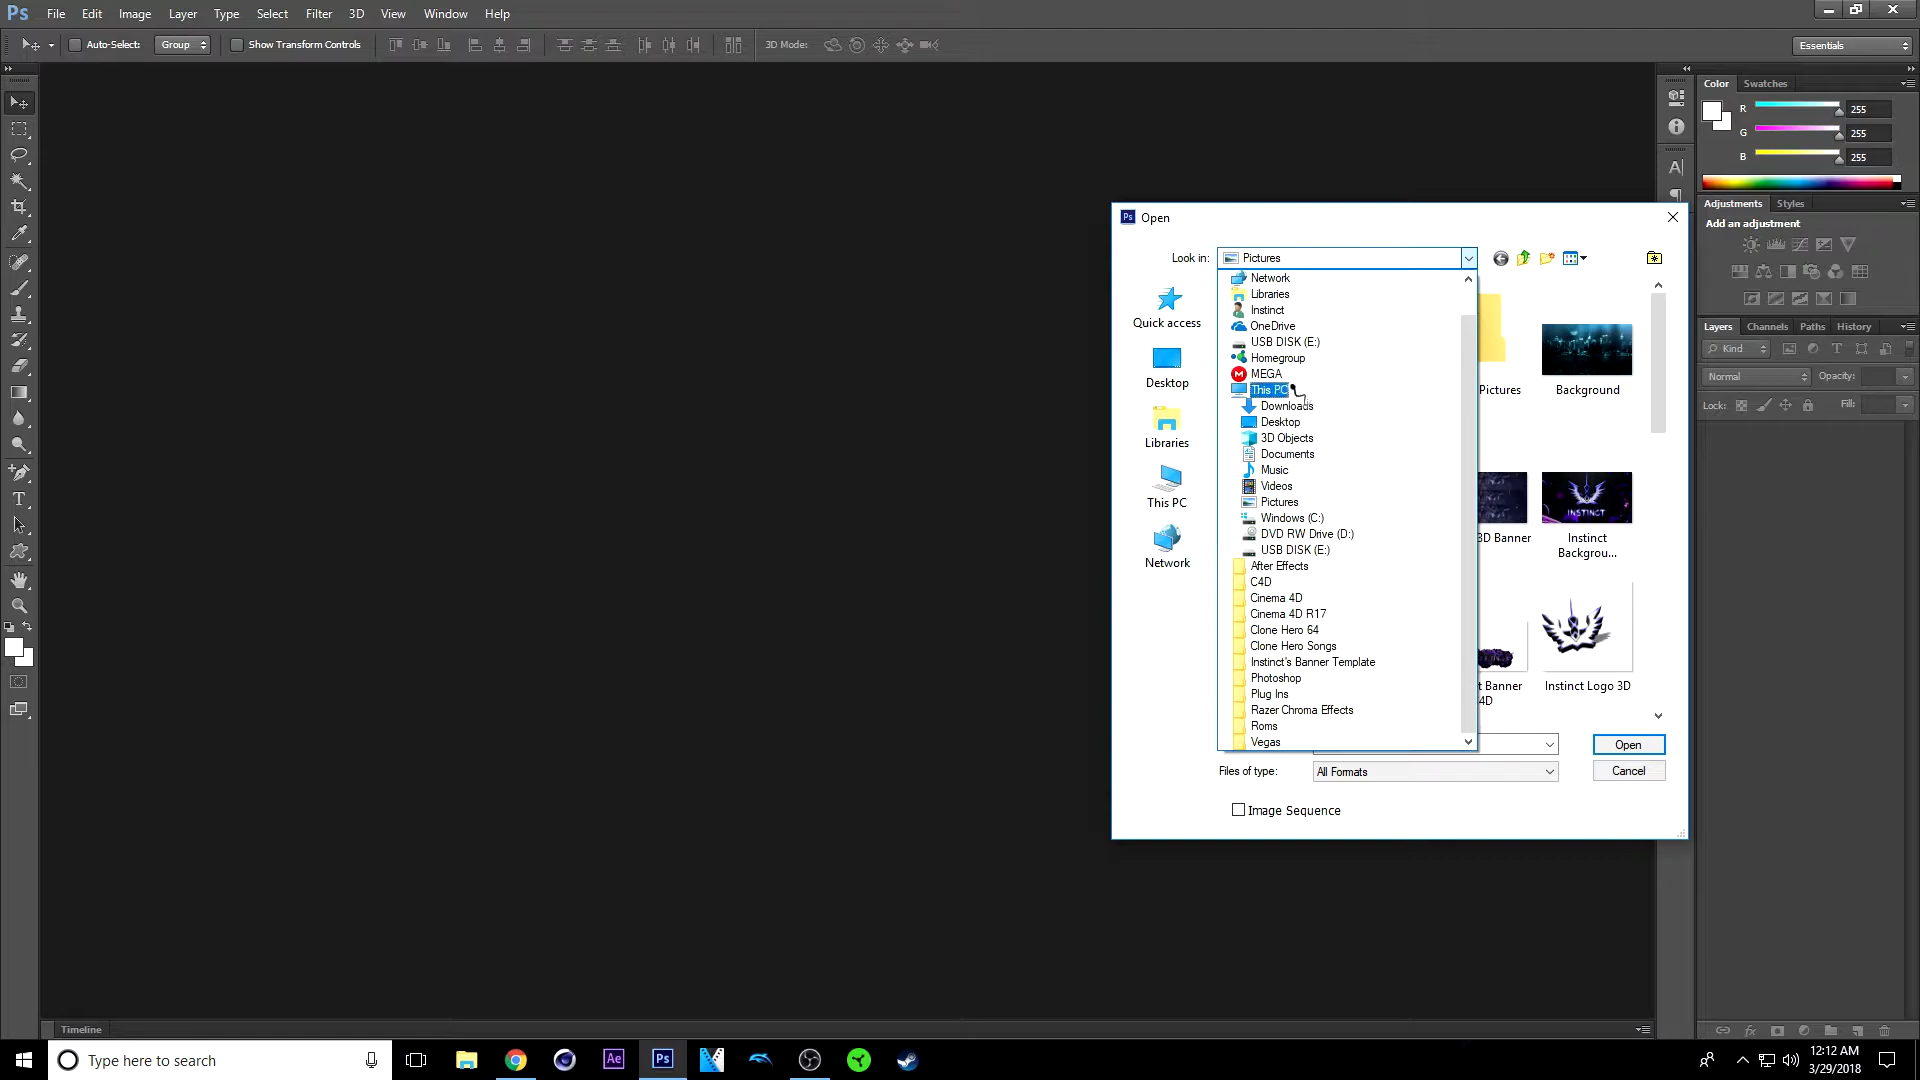 Ps File Edit Image Layer Type Select Filter 3D View Window Help
Auto-Select: Group Show Transform Controls 3D Mode: Essentials
Color Swatches
R 255
G 255
B 255
Adjustments Styles
Add an adjustment
Layers Channels Paths History
Kind
Normal Opacity:
Lock: Fill:
Ps Open
Look in: Pictures
Quick access
Desktop
Libraries
This PC
Network
Network
Libraries
Instinct
OneDrive
USB DISK (E:)
Homegroup
MEGA
This PC
Downloads
Desktop
3D Objects
Documents
Music
Videos
Pictures
Windows (C:)
DVD RW Drive (D:)
USB DISK (E:)
After Effects
C4D
Cinema 4D
Cinema 4D R17
Clone Hero 64
Clone Hero Songs
Instinct's Banner Template
Photoshop
Plug Ins
Razer Chroma Effects
Roms
Vegas
Pictures
Background
INSTINCT
3D Banner
Instinct
Backgrou...
t Banner
4D
Instinct Logo 3D
Open
Files of type: All Formats
Cancel
Image Sequence
Timeline
Type here to search
Ae
Ps
12:12 AM
3/29/2018